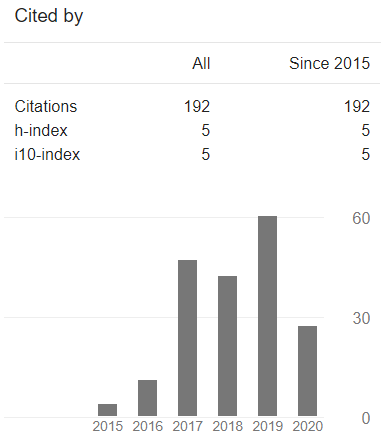 Cited by
All Since 2015
Citations 192 192
h-index 5 5
i10-index 5 5
60
30
0
2015 2016 2017 2018 2019 2020